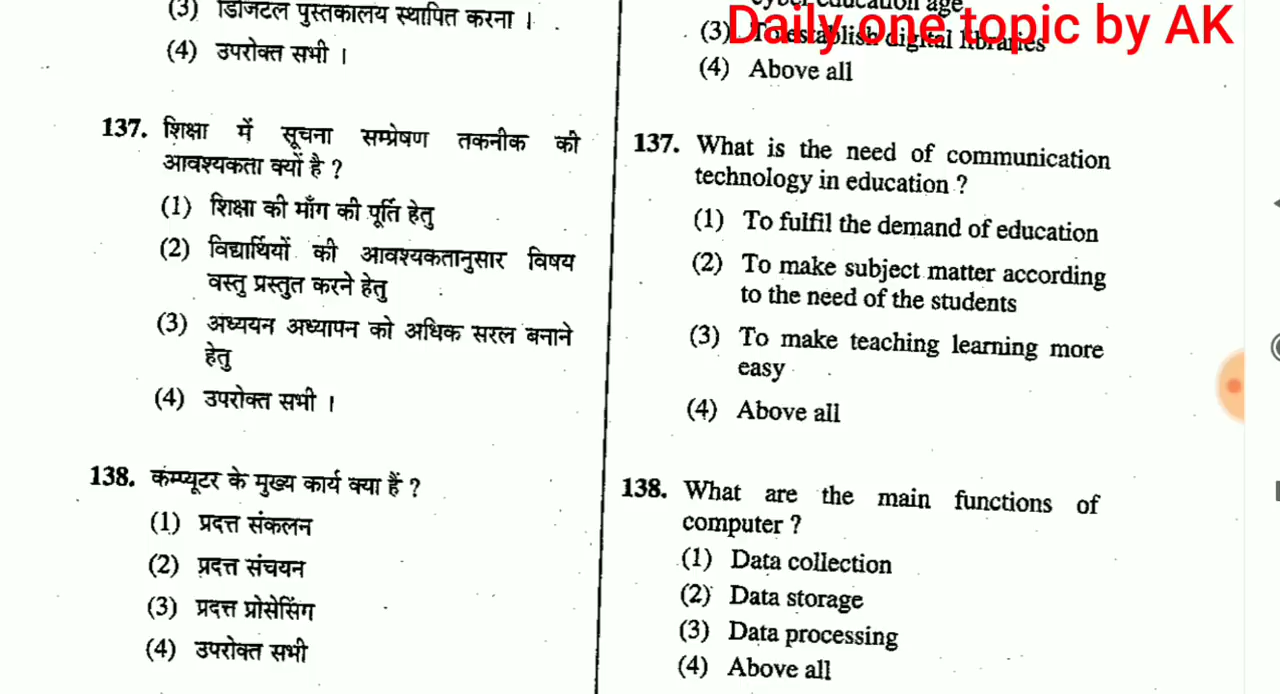 (3) डिजिटल पुस्तकालय स्थापित करना ।
(4) उपरोक्त सभी ।
137. शिक्षा में सूचना सम्प्रेषण तकनीक की
आवश्यकता क्यों है ?
(1) शिक्षा की माँग की पूर्ति हेतु
(2) विद्यार्थियों की आवश्यकतानुसार विषय
वस्तु प्रस्तुत करने हेतु
(3) अध्ययन अध्यापन को अधिक सरल बनाने
हेतु
(4) उपरोक्त सभी ।
138. कम्प्यूटर के मुख्य कार्य क्या हैं ?
(1) प्रदत्त संकलन
(2) प्रदत्त संचयन
(3) प्रदत्त प्रोसेसिंग
(4) उपरोक्त सभी
cyber education age
Daily one topic by AK
(3) To establish digital libraries
(4) Above all
137. What is the need of communication
technology in education ?
(1) To fulfil the demand of education
(2) To make subject matter according
to the need of the students
(3) To make teaching learning more
easy
(4) Above all
138. What are the main functions of
computer ?
(1) Data collection
(2) Data storage
(3) Data processing
(4) Above all